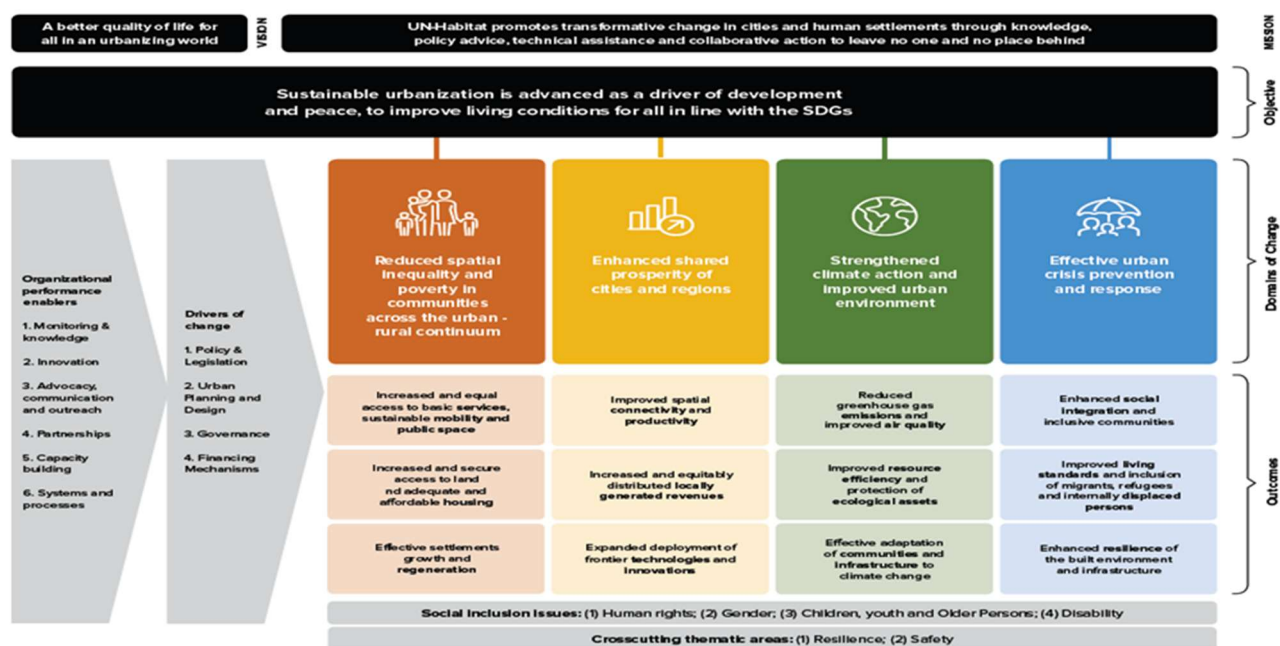 A better quality of life for
all in an urbanizing world
VISION
UN-Habitat promotes transformative change in cities and human settlements through knowledge,
policy advice, technical assistance and collaborative action to leave no one and no place behind
MISSION
Sustainable urbanization is advanced as a driver of development
and peace, to improve living conditions for all in line with the SDGs
Objective
Organizational
performance
enablers
1. Monitoring &
knowledge
2. Innovation
3. Advocacy,
communication
and outreach
4. Partnerships
5. Capacity
building
6. Systems and
processes
Drivers of
change
1. Policy &
Legislation
2. Urban
Planning and
Design
3. Governance
4. Financing
Mechanisms
Reduced spatial
inequality and
poverty in
communities
across the urban -
rural continuum
Enhanced shared
prosperity of
cities and regions
Strengthened
climate action and
improved urban
environment
Effective urban
crisis prevention
and response
Domains of Change
Increased and equal
access to basic services,
sustainable mobility and
public space
Improved spatial
connectivity and
productivity
Reduced
greenhouse gas
emissions and
improved air quality
Enhanced social
integration and
inclusive communities
Increased and secure
access to land
nd adequate and
affordable housing
Increased and equitably
distributed locally
generated revenues
Improved resource
efficiency and
protection of
ecological assets
Improved living
standards and inclusion
of migrants, refugees
and internally displaced
persons
Effective settlements
growth and
regeneration
Expanded deployment of
frontier technologies and
innovations
Effective adaptation
of communities and
infrastructure to
climate change
Enhanced resilience of
the built environment
and infrastructure
Outcomes
Social Inclusion Issues: (1) Human rights; (2) Gender; (3) Children, youth and Older Persons; (4) Disability
Crosscutting thematic areas: (1) Resilience; (2) Safety